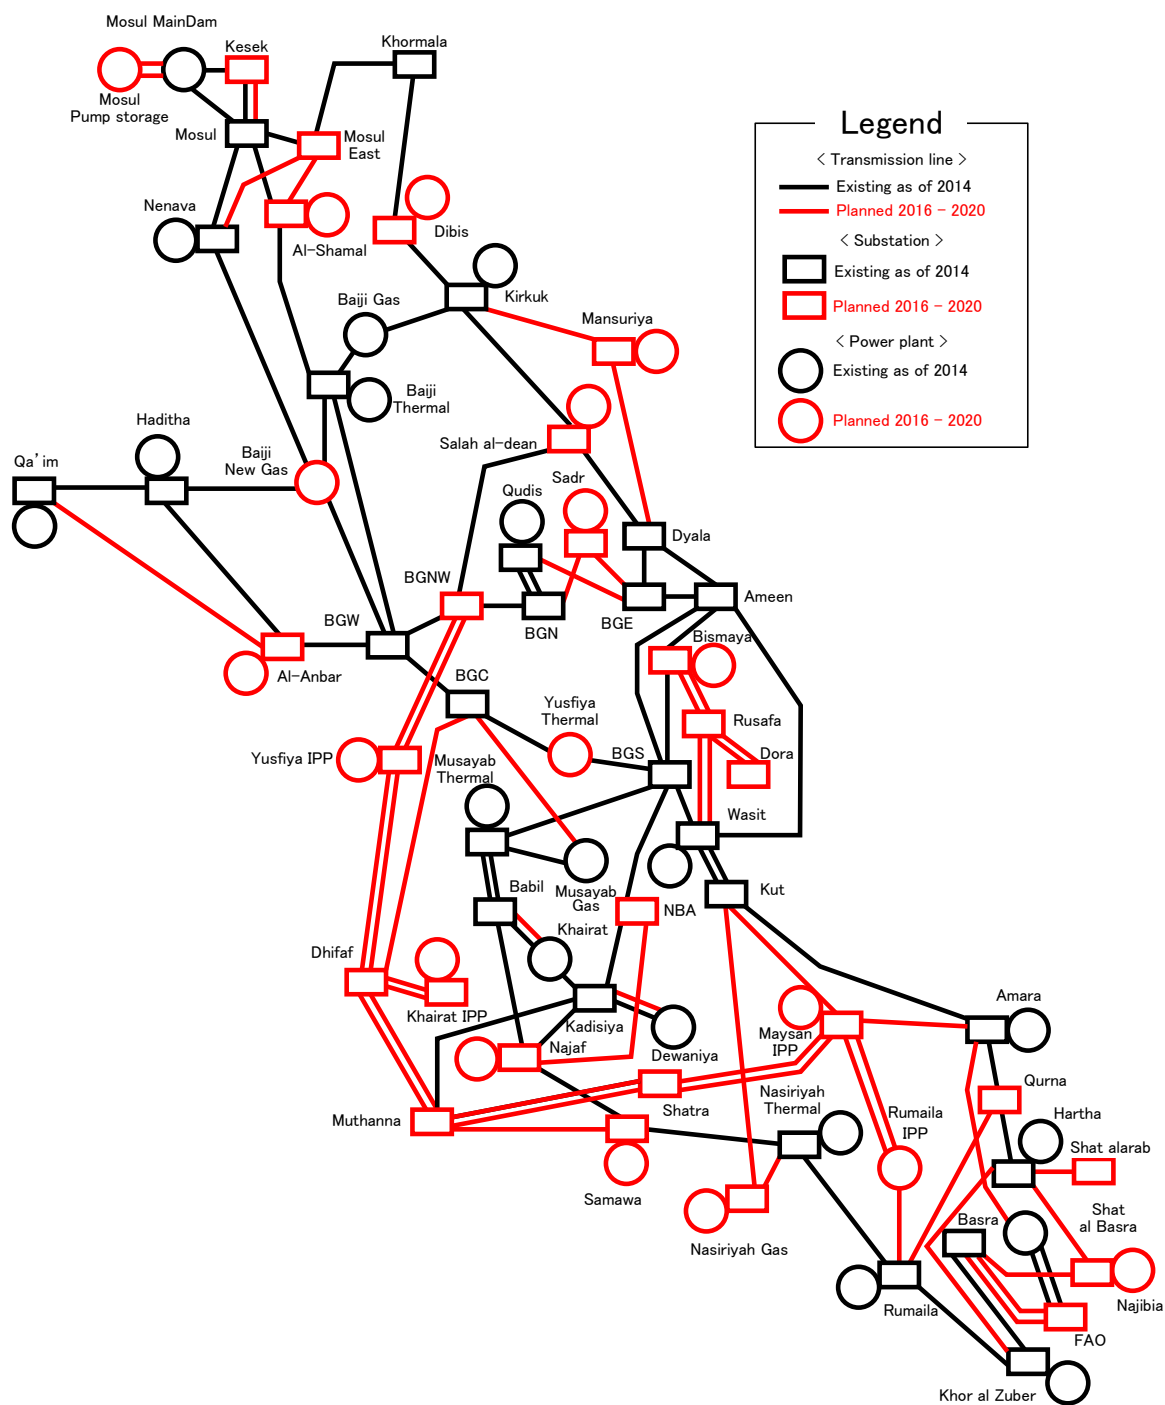 Mosul MainDam
Kesek
Khormala
Mosul
Pump storage
Mosul
Mosul
East
Legend
< Transmission line >
Existing as of 2014
Planned 2016 - 2020
< Substation >
Existing as of 2014
Planned 2016 - 2020
< Power plant >
Existing as of 2014
Planned 2016 - 2020
Nenava
Al-Shamal
Dibis
Kirkuk
Baiji Gas
Mansuriya
Baiji
Thermal
Haditha
Salah al-dean
Baiji
New Gas
Qa'im
Sadr
Qudis
Dyala
BGNW
BGN
BGE
Ameen
BGW
Bismaya
Al-Anbar
BGC
Yusfiya
Thermal
Rusafa
Yusfiya IPP
Musayab
Thermal
BGS
Dora
Wasit
Babil
Musayab
Gas
Kut
NBA
Khairat
Dhifaf
Khairat IPP
Kadisiya
Dewaniya
Maysan
IPP
Amara
Najaf
Qurna
Muthanna
Shatra
Nasiriyah
Thermal
Rumaila
IPP
Hartha
Shat alarab
Samawa
Shat
al Basra
Basra
Nasiriyah Gas
Rumaila
Najibia
FAO
Khor al Zuber